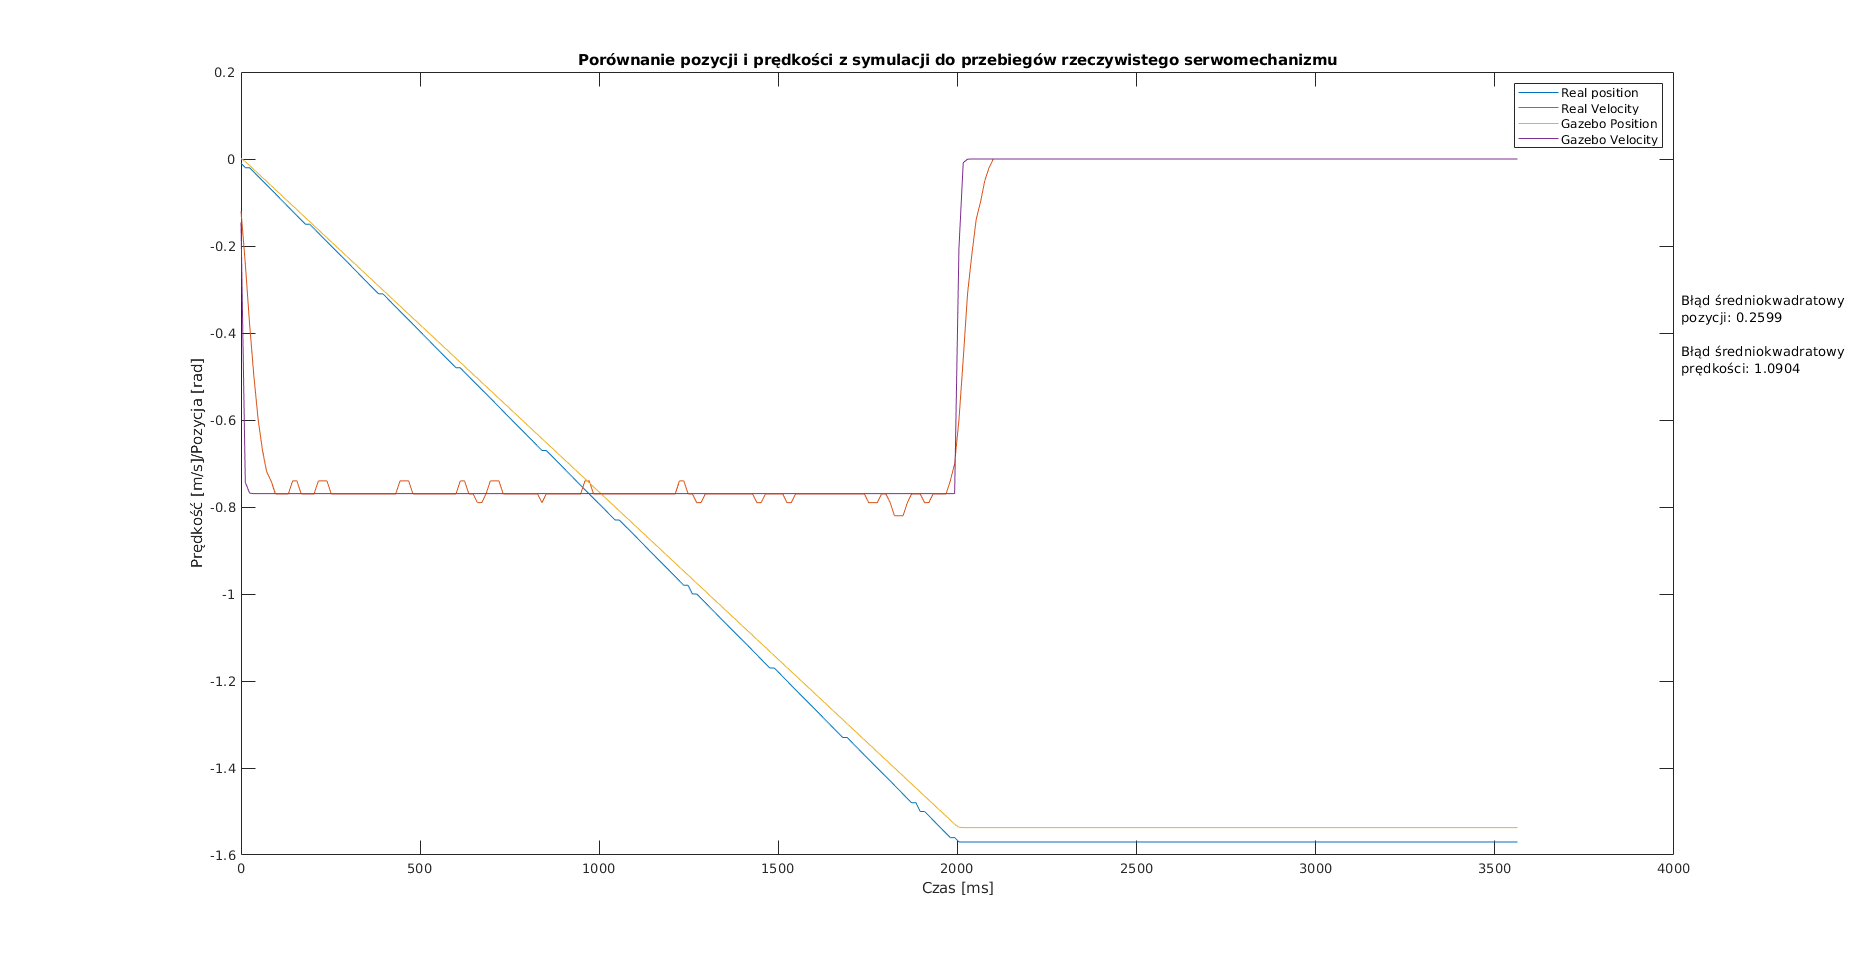 Porównanie pozycji i prędkości z symulacji do przebiegów rzeczywistego serwomechanizmu
Real position
Real Velocity
Gazebo Position
Gazebo Velocity
Prędkość [m/s]/Pozycja [rad]
0.2
0
-0.2
-0.4
-0.6
-0.8
-1
-1.2
-1.4
-1.6
0
500
1000
1500
2000
2500
3000
3500
4000
Czas [ms]
Błąd średniokwadratowy
pozycji: 0.2599
Błąd średniokwadratowy
prędkości: 1.0904